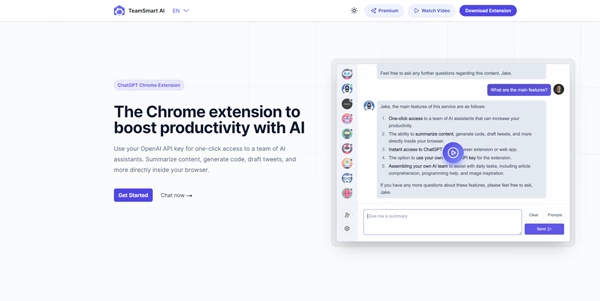 TeamSmart AI
EN
Premium
Watch Video
Download Extension
ChatGPT Chrome Extension
The Chrome extension to
boost productivity with AI
Use your OpenAI API key for one-click access to a team of AI
assistants. Summarize content, generate code, draft tweets, and
more directly inside your browser.
Get Started
Chat now →
Feel free to ask any further questions regarding this content, Jake.
What are the main features?
Jake, the main features of this service are as follows:
1. One-click access to a team of AI assistants that can increase your
productivity.
2. The ability to summarize content, generate code, draft tweets, and more
directly inside the browser.
3. Instant access to ChatGPT extension or web app.
4. The option to use your own API key for the extension.
5. Assembling your own AI team to assist with daily tasks, including article
comprehension, programming help, and image inspiration.
If you have any more questions about these features, please feel free to ask,
Jake.
Give me a summary
Clear
Prompts
Send